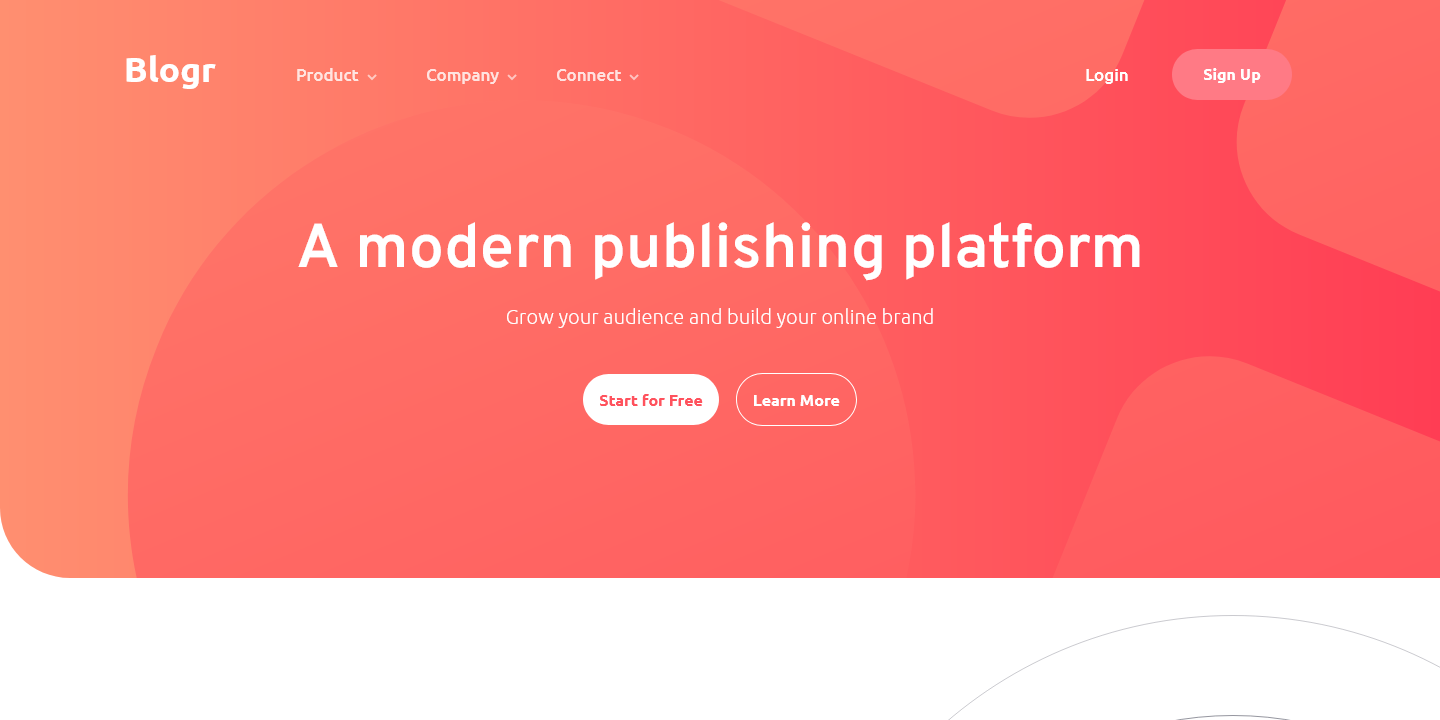 Blogr Product Company Connect Login Sign Up
A modern publishing platform
Grow your audience and build your online brand
Start for Free Learn More